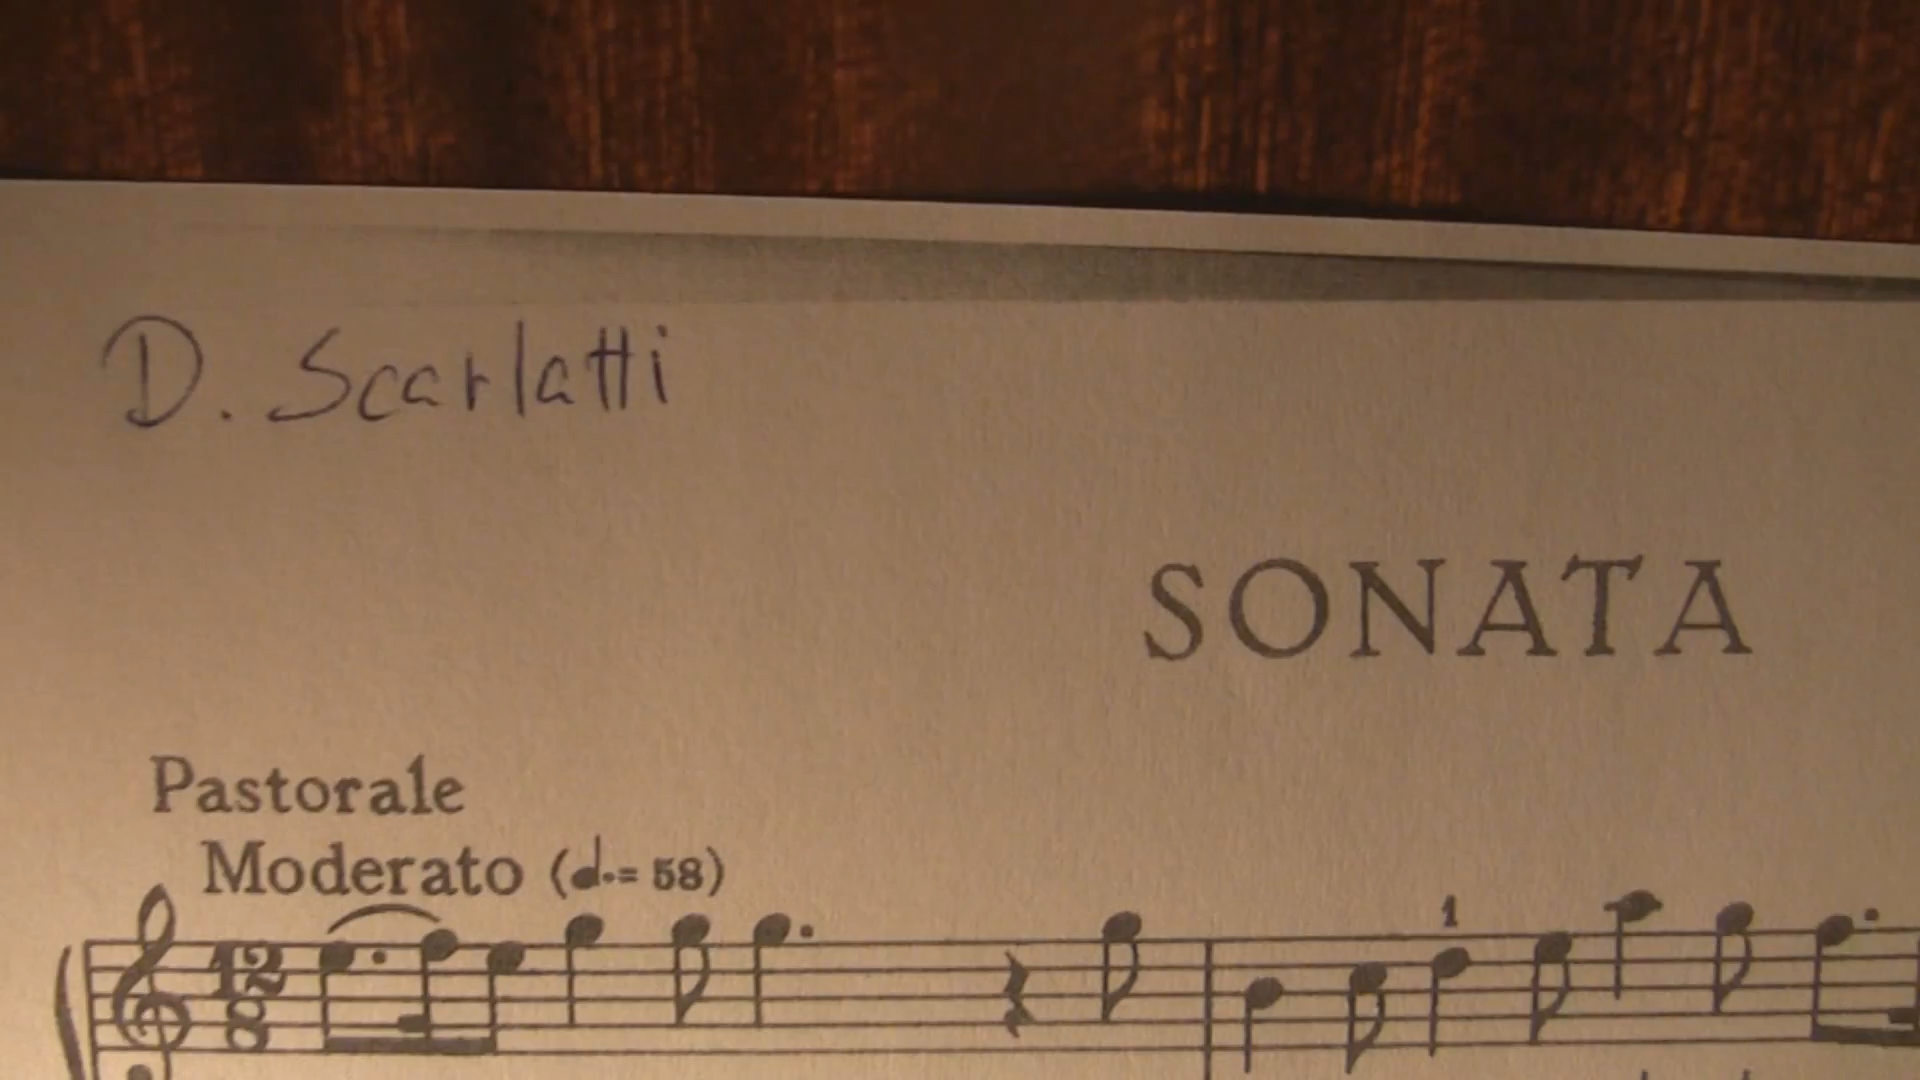 D. Scarlatti
SONATA
Pastorale
Moderato (♩.= 58)
1
12
8